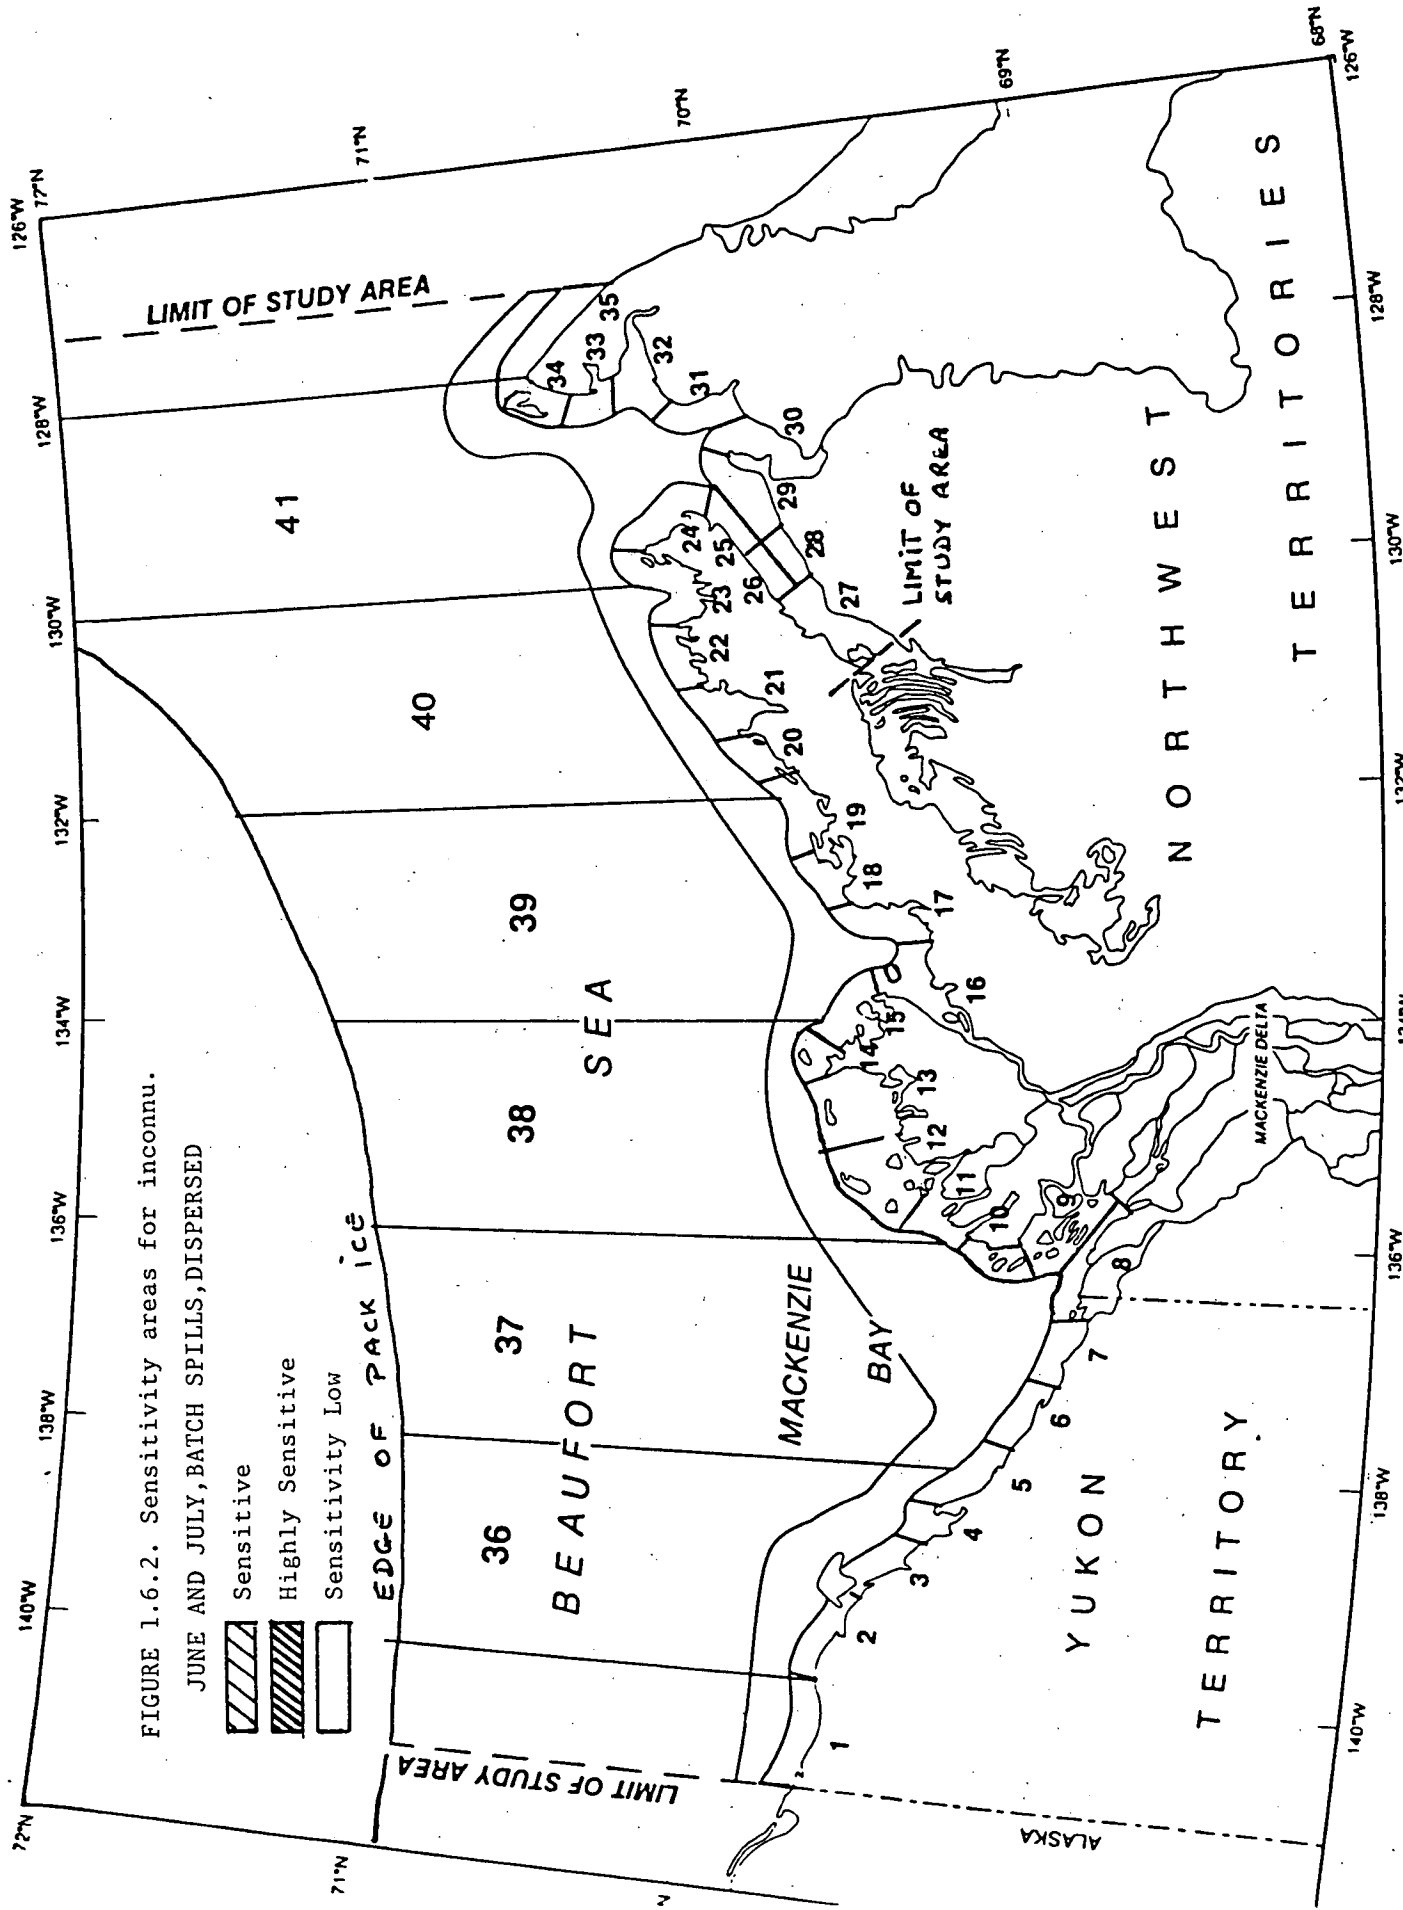 FIGURE 1.6.2. Sensitivity areas for inconnu.
JUNE AND JULY, BATCH SPILLS, DISPERSED
Sensitive
Highly Sensitive
Sensitivity Low
EDGE OF PACK ICE
72°N
140°W
138°W
136°W
134°W
132°W
130°W
128°W
126°W
77°N
71°N
71°N
70°N
69°N
68°N
126°W
128°W
130°W
136°W
138°W
140°W
LIMIT OF STUDY AREA
LIMIT OF STUDY AREA
LIMIT OF
STUDY AREA
BEAUFORT
SEA
MACKENZIE
BAY
MACKENZIE DELTA
YUKON
TERRITORY
NORTHWEST
TERRITORIES
ALASKA
1
2
3
4
5
6
7
8
9
10
11
12
13
14
15
16
17
18
19
20
21
22
23
24
25
26
27
28
29
30
31
32
33
34
35
36
37
38
39
40
41